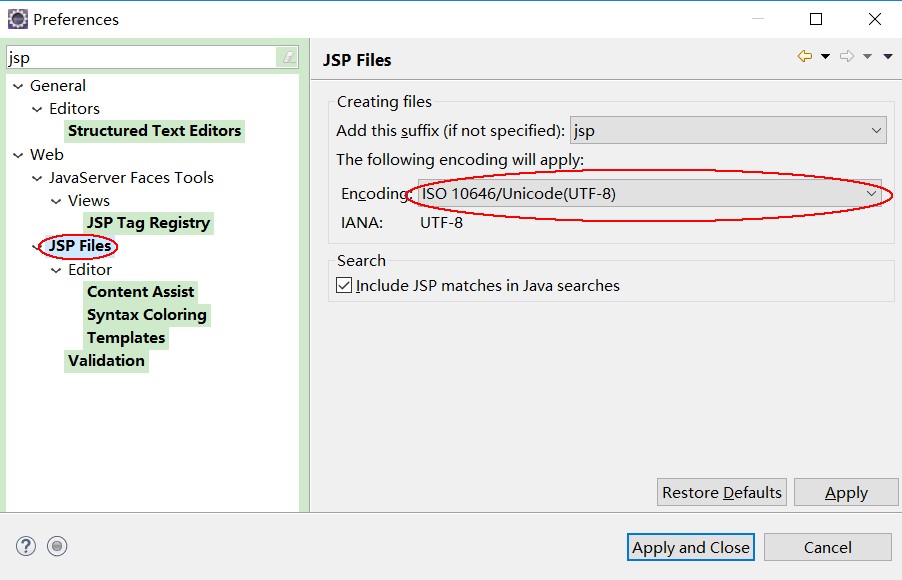 Preferences
jsp
General
Editors
Structured Text Editors
Web
JavaServer Faces Tools
Views
JSP Tag Registry
JSP Files
Editor
Content Assist
Syntax Coloring
Templates
Validation
JSP Files
Creating files
Add this suffix (if not specified): jsp
The following encoding will apply:
Encoding: ISO 10646/Unicode(UTF-8)
IANA: UTF-8
Search
Include JSP matches in Java searches
Restore Defaults Apply
Apply and Close Cancel